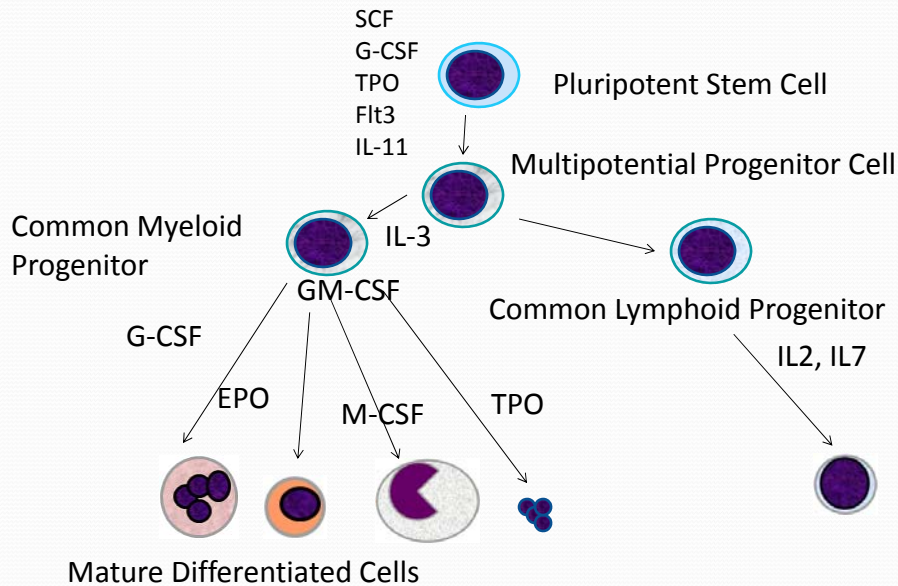 SCF
G-CSF
TPO
Flt3
IL-11
Pluripotent Stem Cell
Multipotential Progenitor Cell
Common Myeloid
Progenitor
IL-3
GM-CSF
Common Lymphoid Progenitor
G-CSF
IL2, IL7
EPO
M-CSF
TPO
Mature Differentiated Cells